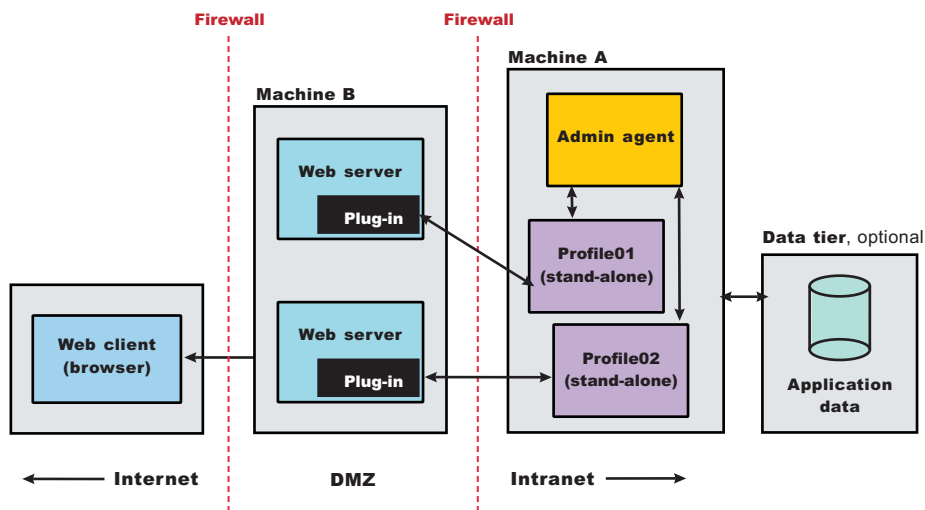 Firewall
Firewall
Machine A
Machine B
Admin agent
Web server
Plug-in
Profile01
(stand-alone)
Data tier, optional
Web client
(browser)
Web server
Plug-in
Profile02
(stand-alone)
Application
data
Internet
DMZ
Intranet